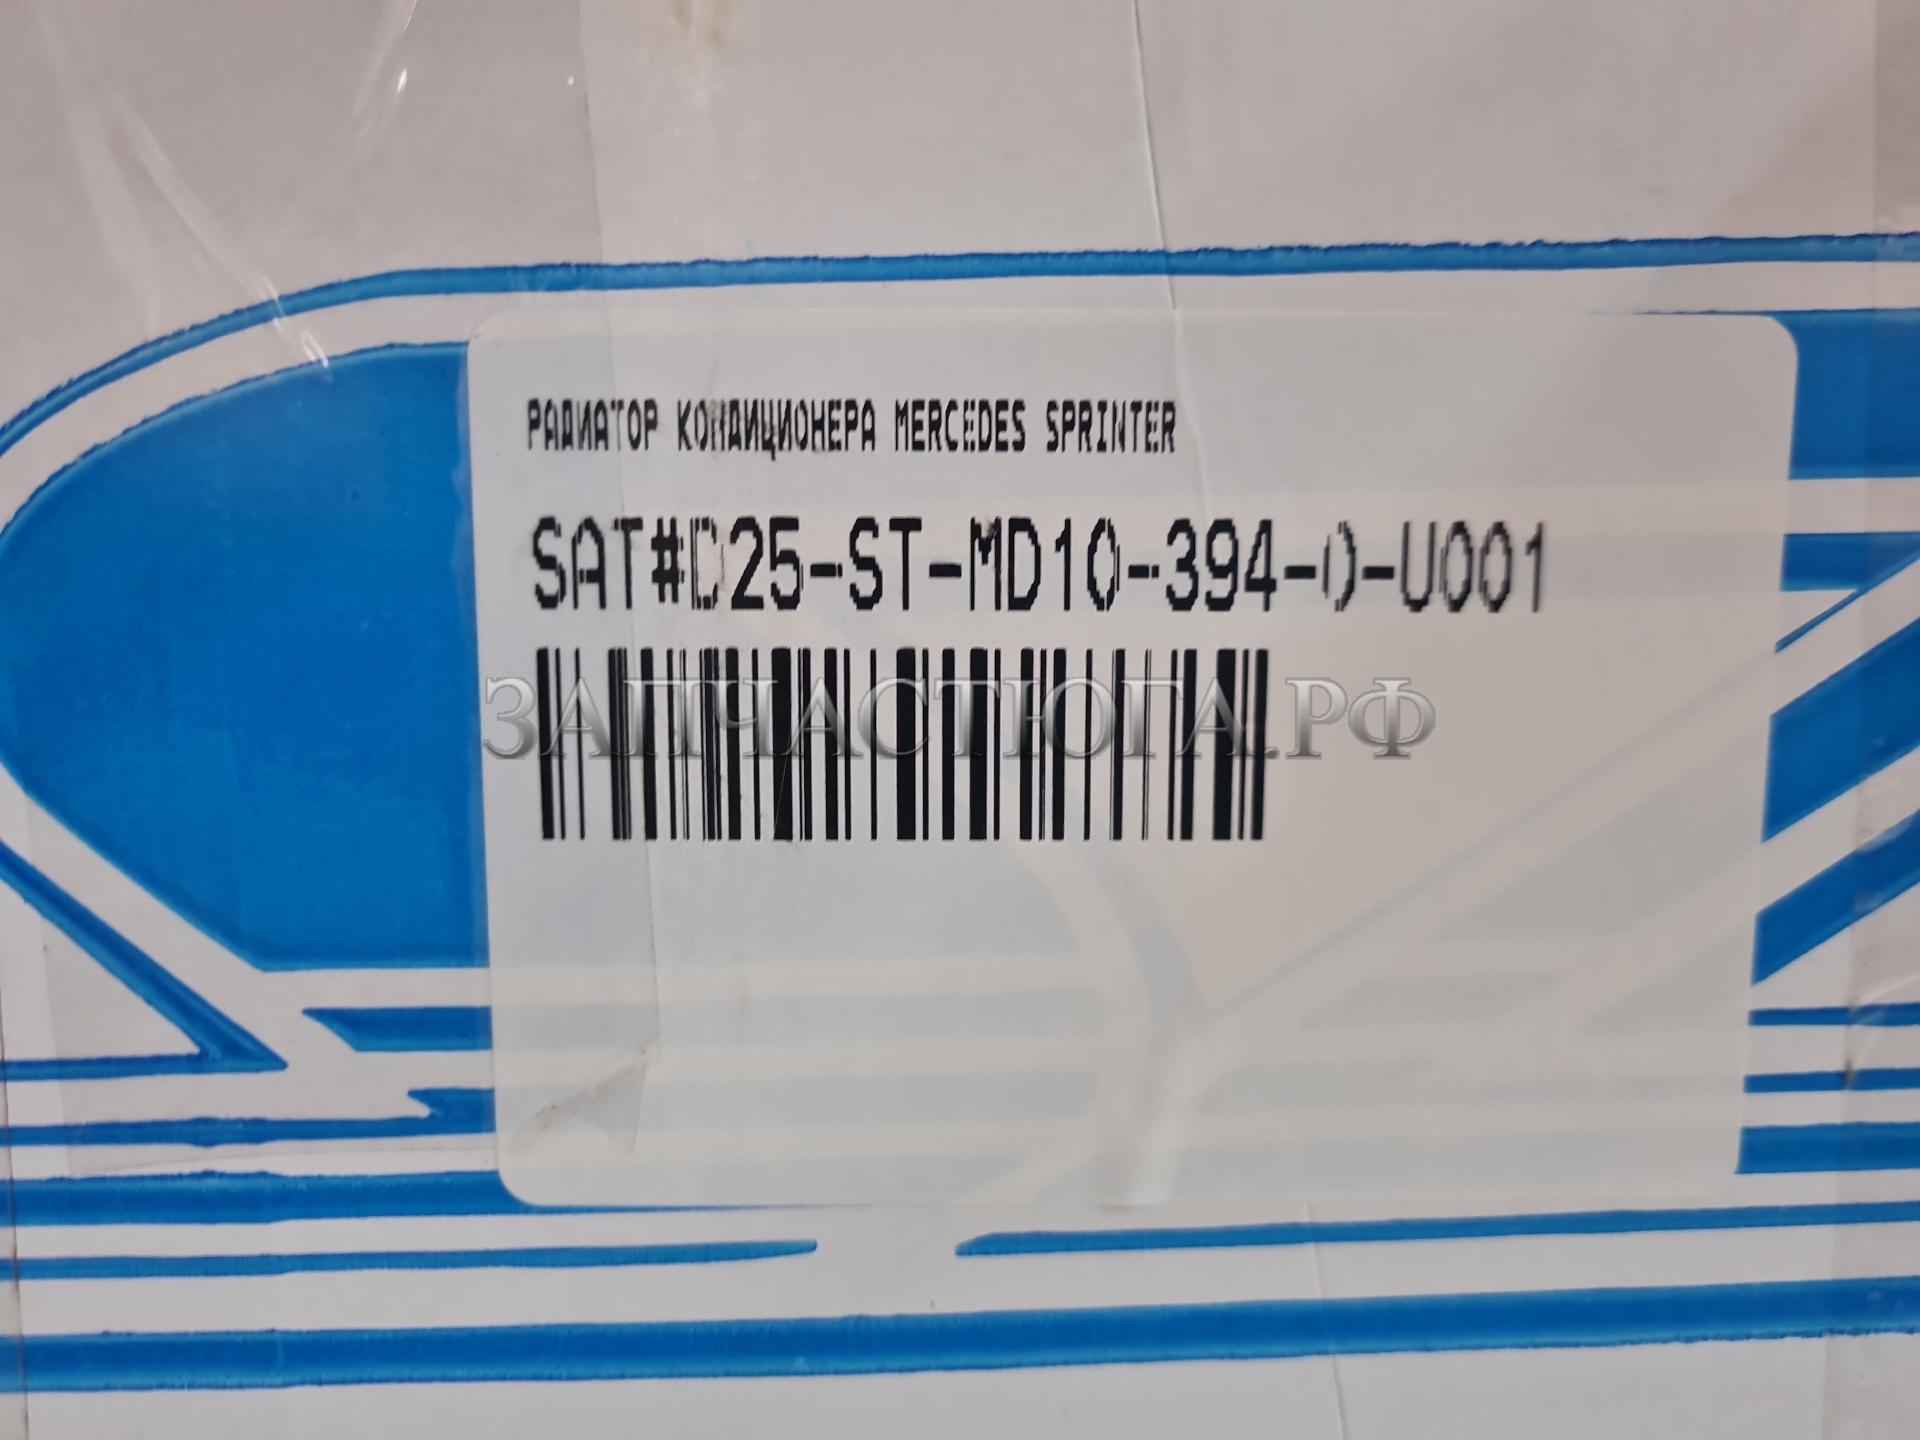 РАДИАТОР КОНДИЦИОНЕРА MERCEDES SPRINTER
SAT#D25-ST-MD10-394-0-U001
ЗАПЧАСТЮГА.РФ